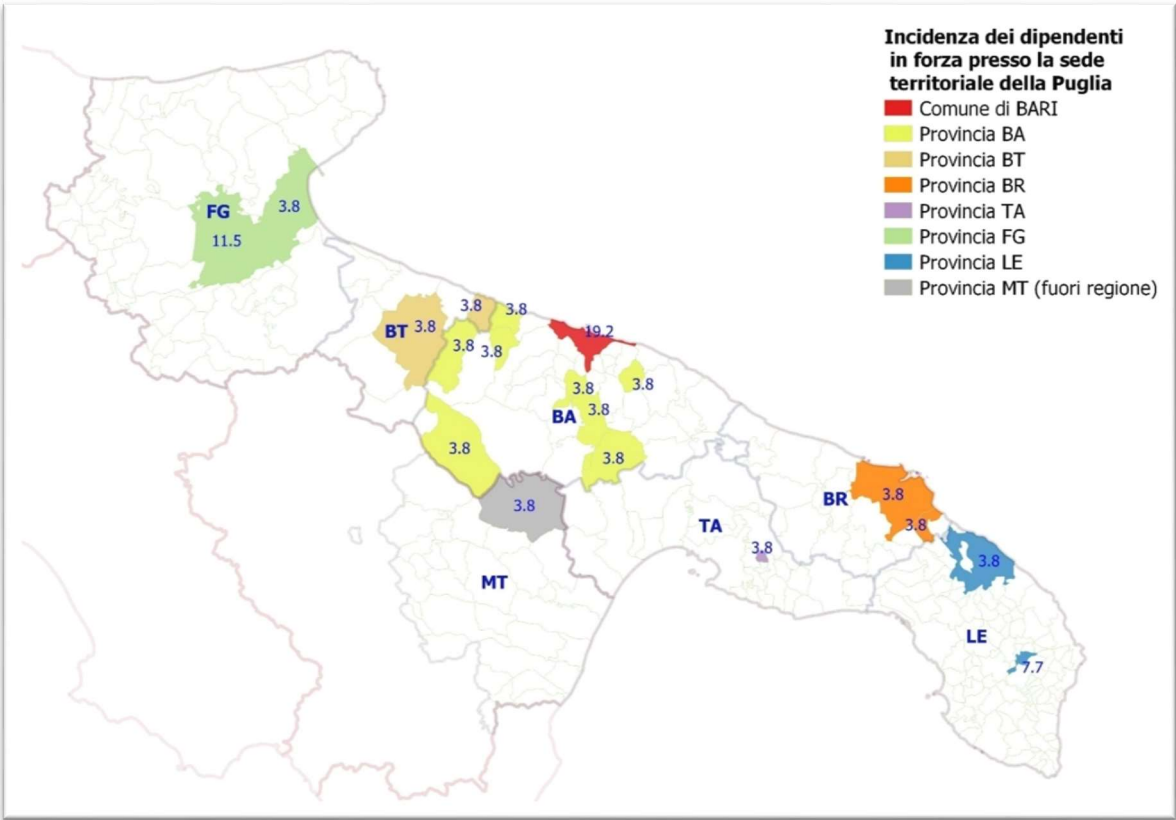 Incidenza dei dipendenti
in forza presso la sede
territoriale della Puglia
Comune di BARI
Provincia BA
Provincia BT
Provincia BR
Provincia TA
Provincia FG
Provincia LE
Provincia MT (fuori regione)
FG
3.8
11.5
3.8
3.8
BT
3.8
19.2
3.8
3.8
3.8
3.8
BA
3.8
3.8
3.8
3.8
BR
3.8
3.8
TA
3.8
3.8
MT
LE
7.7